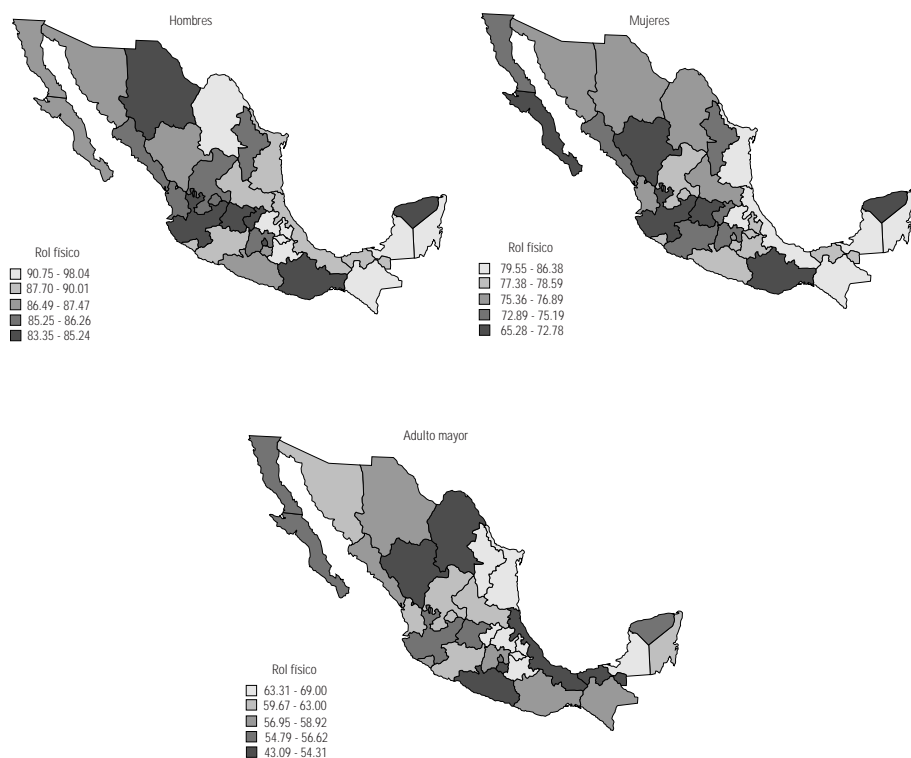 Hombres
Rol físico
90.75 - 98.04
87.70 - 90.01
86.49 - 87.47
85.25 - 86.26
83.35 - 85.24
Mujeres
Rol físico
79.55 - 86.38
77.38 - 78.59
75.36 - 76.89
72.89 - 75.19
65.28 - 72.78
Adulto mayor
Rol físico
63.31 - 69.00
59.67 - 63.00
56.95 - 58.92
54.79 - 56.62
43.09 - 54.31